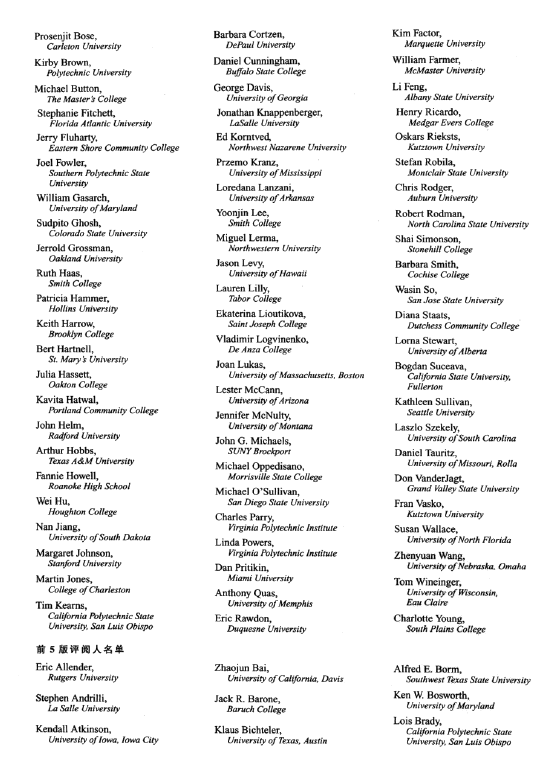 Prosenjit Bose,
Carleton University
Kirby Brown,
Polytechnic University
Michael Button,
The Master's College
Stephanie Fitchett,
Florida Atlantic University
Jerry Fluharty,
Eastern Shore Community College
Joel Fowler,
Southern Polytechnic State
University
William Gasarch,
University of Maryland
Sudpito Ghosh,
Colorado State University
Jerrold Grossman,
Oakland University
Ruth Haas,
Smith College
Patricia Hammer,
Hollins University
Keith Harrow,
Brooklyn College
Bert Hartnell,
St. Mary's University
Julia Hassett,
Oakton College
Kavita Hatwal,
Portland Community College
John Helm,
Radford University
Arthur Hobbs,
Texas A&M University
Fannie Howell,
Roanoke High School
Wei Hu,
Houghton College
Nan Jiang,
University of South Dakota
Margaret Johnson,
Stanford University
Martin Jones,
College of Charleston
Tim Kearns,
California Polytechnic State
University, San Luis Obispo
Barbara Cortzen,
DePaul University
Daniel Cunningham,
Buffalo State College
George Davis,
University of Georgia
Jonathan Knappenberger,
LaSalle University
Ed Korntved,
Northwest Nazarene University
Przemo Kranz,
University of Mississippi
Loredana Lanzani,
University of Arkansas
Yoonjin Lee,
Smith College
Miguel Lerma,
Northwestern University
Jason Levy,
University of Hawaii
Lauren Lilly,
Tabor College
Ekaterina Lioutikova,
Saint Joseph College
Vladimir Logvinenko,
De Anza College
Joan Lukas,
University of Massachusetts, Boston
Lester McCann,
University of Arizona
Jennifer McNulty,
University of Montana
John G. Michaels,
SUNY Brockport
Michael Oppedisano,
Morrisville State College
Michael O'Sullivan,
San Diego State University
Charles Parry,
Virginia Polytechnic Institute
Linda Powers,
Virginia Polytechnic Institute
Dan Pritikin,
Miami University
Anthony Quas,
University of Memphis
Eric Rawdon,
Duquesne University
Kim Factor,
Marquette University
William Farmer,
McMaster University
Li Feng,
Albany State University
Henry Ricardo,
Medgar Evers College
Oskars Rieksts,
Kutztown University
Stefan Robila,
Montclair State University
Chris Rodger,
Auburn University
Robert Rodman,
North Carolina State University
Shai Simonson,
Stonehill College
Barbara Smith,
Cochise College
Wasin So,
San Jose State University
Diana Staats,
Dutchess Community College
Lorna Stewart,
University of Alberta
Bogdan Suceava,
California State University,
Fullerton
Kathleen Sullivan,
Seattle University
Laszlo Szekely,
University of South Carolina
Daniel Tauritz,
University of Missouri, Rolla
Don VanderJagt,
Grand Valley State University
Fran Vasko,
Kutztown University
Susan Wallace,
University of North Florida
Zhenyuan Wang,
University of Nebraska, Omaha
Tom Wineinger,
University of Wisconsin,
Eau Claire
Charlotte Young,
South Plains College
前 5 版评阅人名单
Eric Allender,
Rutgers University
Stephen Andrilli,
La Salle University
Kendall Atkinson,
University of Iowa, Iowa City
Zhaojun Bai,
University of California, Davis
Jack R. Barone,
Baruch College
Klaus Bichteler,
University of Texas, Austin
Alfred E. Borm,
Southwest Texas State University
Ken W. Bosworth,
University of Maryland
Lois Brady,
California Polytechnic State
University, San Luis Obispo